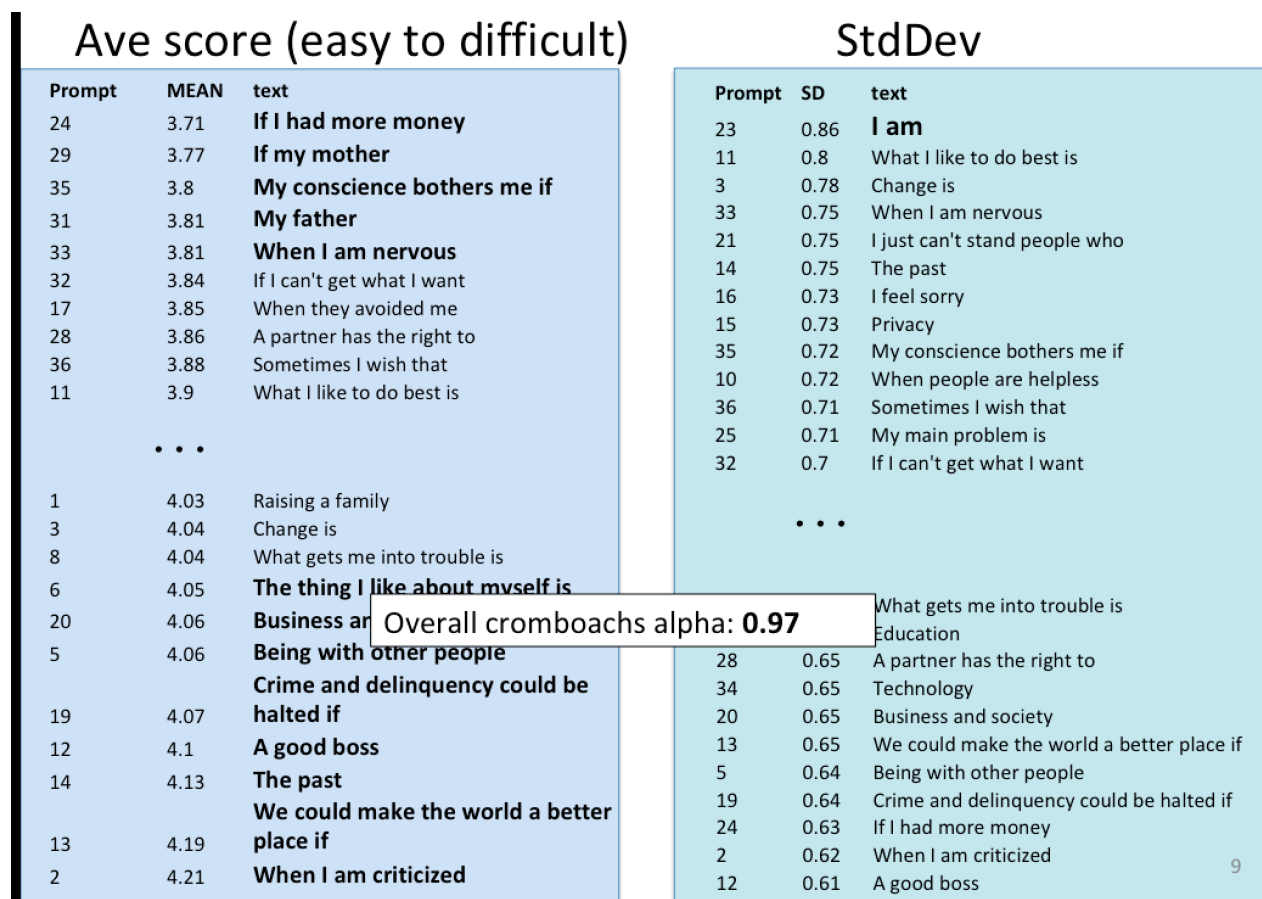 Ave score (easy to difficult)
Prompt MEAN text
24 3.71 If I had more money
29 3.77 If my mother
35 3.8 My conscience bothers me if
31 3.81 My father
33 3.81 When I am nervous
32 3.84 If I can't get what I want
17 3.85 When they avoided me
28 3.86 A partner has the right to
36 3.88 Sometimes I wish that
11 3.9 What I like to do best is
• • •
1 4.03 Raising a family
3 4.04 Change is
8 4.04 What gets me into trouble is
6 4.05 The thing I like about myself is
20 4.06 Business
5 4.06 Being with other people
Crime and delinquency could be
19 4.07 halted if
12 4.1 A good boss
14 4.13 The past
We could make the world a better
13 4.19 place if
2 4.21 When I am criticized
Overall cromboachs alpha: 0.97
StdDev
Prompt SD text
23 0.86 I am
11 0.8 What I like to do best is
3 0.78 Change is
33 0.75 When I am nervous
21 0.75 I just can't stand people who
14 0.75 The past
16 0.73 I feel sorry
15 0.73 Privacy
35 0.72 My conscience bothers me if
10 0.72 When people are helpless
36 0.71 Sometimes I wish that
25 0.71 My main problem is
32 0.7 If I can't get what I want
• • •
What gets me into trouble is
Education
28 0.65 A partner has the right to
34 0.65 Technology
20 0.65 Business and society
13 0.65 We could make the world a better place if
5 0.64 Being with other people
19 0.64 Crime and delinquency could be halted if
24 0.63 If I had more money
2 0.62 When I am criticized
12 0.61 A good boss
9